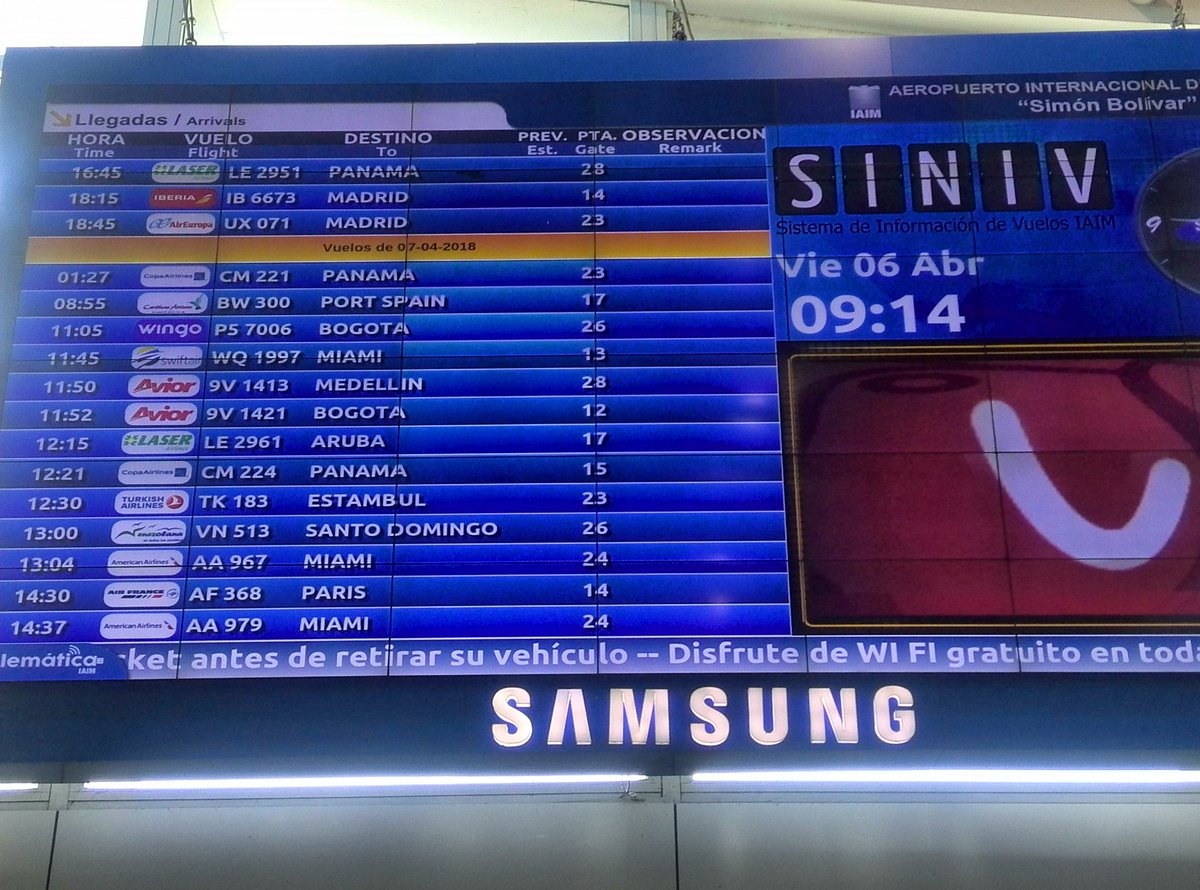 Llegadas / Arrivals
IAIM
AEROPUERTO INTERNACIONAL D
“Simón Bolívar”
HORA VUELO DESTINO PREV. PTA. OBSERVACION
Time Flight To Est. Gate Remark
16:45 LASER LE 2951 PANAMA 28
18:15 IBERIA IB 6673 MADRID 14
18:45 AirEuropa UX 071 MADRID 23
Vuelos de 07-04-2018
01:27 CopaAirlines CM 221 PANAMA 23
08:55 Caribbean Airlines BW 300 PORT SPAIN 17
11:05 wingo P5 7006 BOGOTA 26
11:45 swiftair WQ 1997 MIAMI 13
11:50 Avior 9V 1413 MEDELLIN 28
11:52 Avior 9V 1421 BOGOTA 12
12:15 LASER LE 2961 ARUBA 17
12:21 CopaAirlines CM 224 PANAMA 15
12:30 TURKISH AIRLINES TK 183 ESTAMBUL 23
13:00 Venezolana VN 513 SANTO DOMINGO 26
13:04 American Airlines AA 967 MIAMI 24
14:30 AIR FRANCE AF 368 PARIS 14
14:37 American Airlines AA 979 MIAMI 24
SINIV
Sistema de Información de Vuelos IAIM
Vie 06 Abr
09:14
9
lemática IAIM rket antes de retirar su vehículo -- Disfrute de WI FI gratuito en toda
SAMSUNG